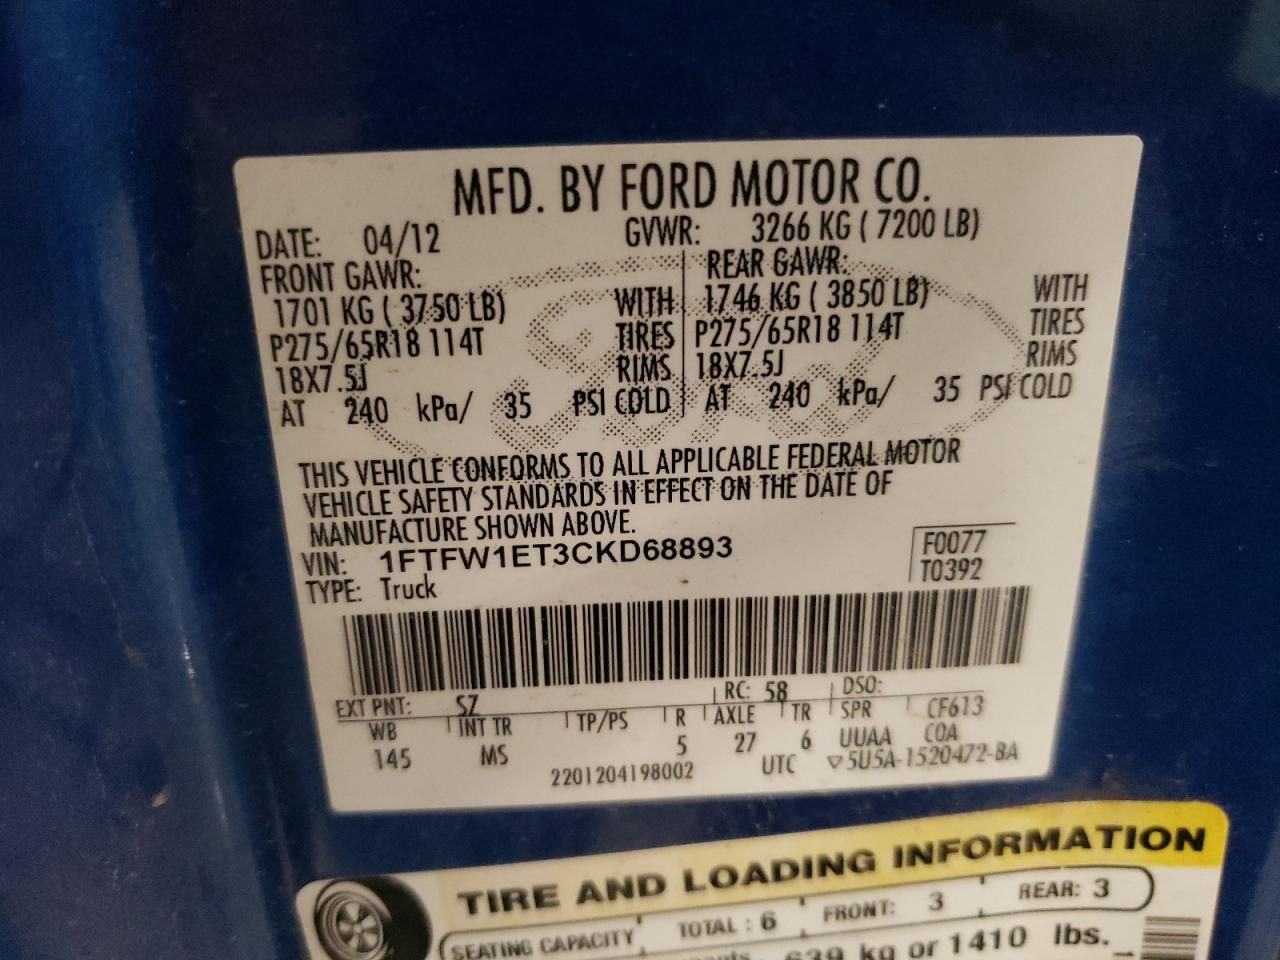 MFD. BY FORD MOTOR CO.
DATE: 04/12 GVWR: 3266 KG ( 7200 LB)
FRONT GAWR: REAR GAWR:
1701 KG ( 3750 LB) WITH 1746 KG ( 3850 LB) WITH
P275/65R18 114T TIRES P275/65R18 114T TIRES
18X7.5J RIMS 18X7.5J RIMS
AT 240 kPa/ 35 PSI COLD AT 240 kPa/ 35 PSI COLD
THIS VEHICLE CONFORMS TO ALL APPLICABLE FEDERAL MOTOR
VEHICLE SAFETY STANDARDS IN EFFECT ON THE DATE OF
MANUFACTURE SHOWN ABOVE.
VIN: 1FTFW1ET3CKD68893 F0077
TYPE: Truck T0392
EXT PNT: SZ RC: 58 DSO:
WB INT TR TP/PS R AXLE TR SPR CF613
145 MS 5 27 6 UUAA COA
2201204198002 UTC ▽5U5A-1520472-BA
TIRE AND LOADING INFORMATION
SEATING CAPACITY TOTAL : 6 FRONT: 3 REAR: 3
639 kg or 1410 lbs.